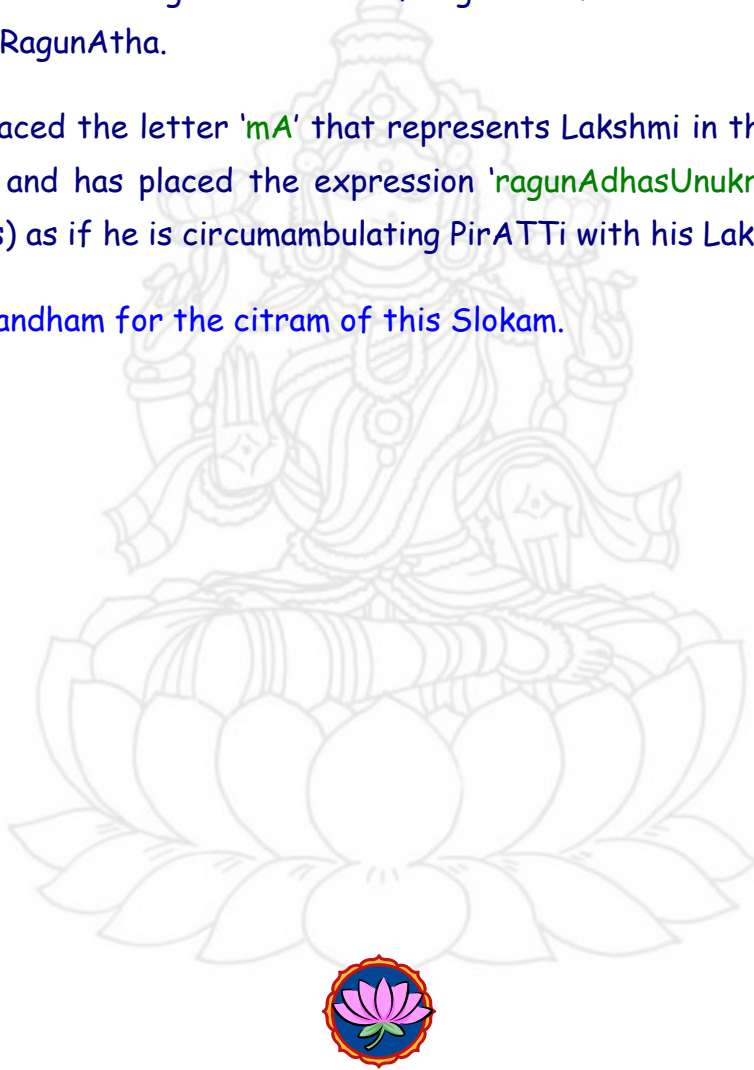 RagunAtha.
aced the letter ‘mA’ that represents Lakshmi in th
and has placed the expression ‘ragunAdhasUnukr
s) as if he is circumambulating PirATTi with his Lak
andham for the citram of this Slokam.